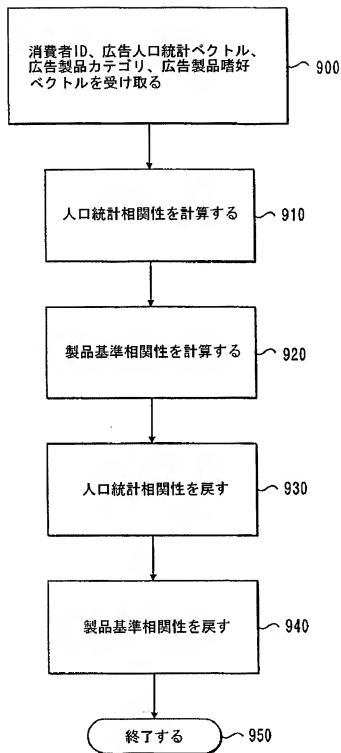 消費者ID、広告人口統計ベクトル、
広告製品カテゴリ、広告製品嗜好
ベクトルを受け取る
900
人口統計相関性を計算する
910
製品基準相関性を計算する
920
人口統計相関性を戻す
930
製品基準相関性を戻す
940
終了する
950